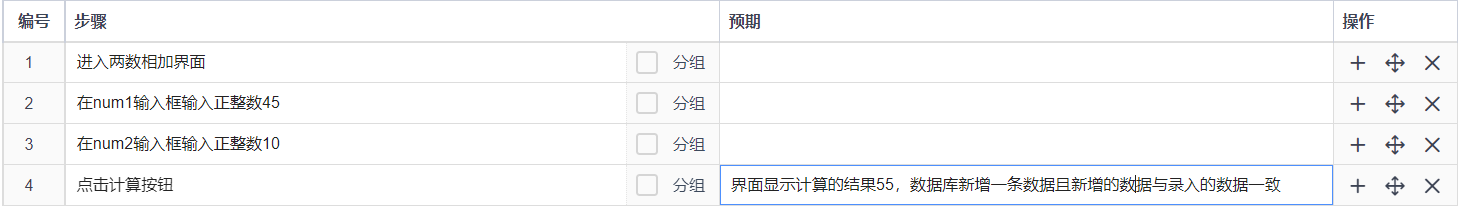 编号 步骤 预期 操作
1 进入两数相加界面 分组
2 在num1输入框输入正整数45 分组
3 在num2输入框输入正整数10 分组
4 点击计算按钮 分组 界面显示计算的结果55，数据库新增一条数据且新增的数据与录入的数据一致